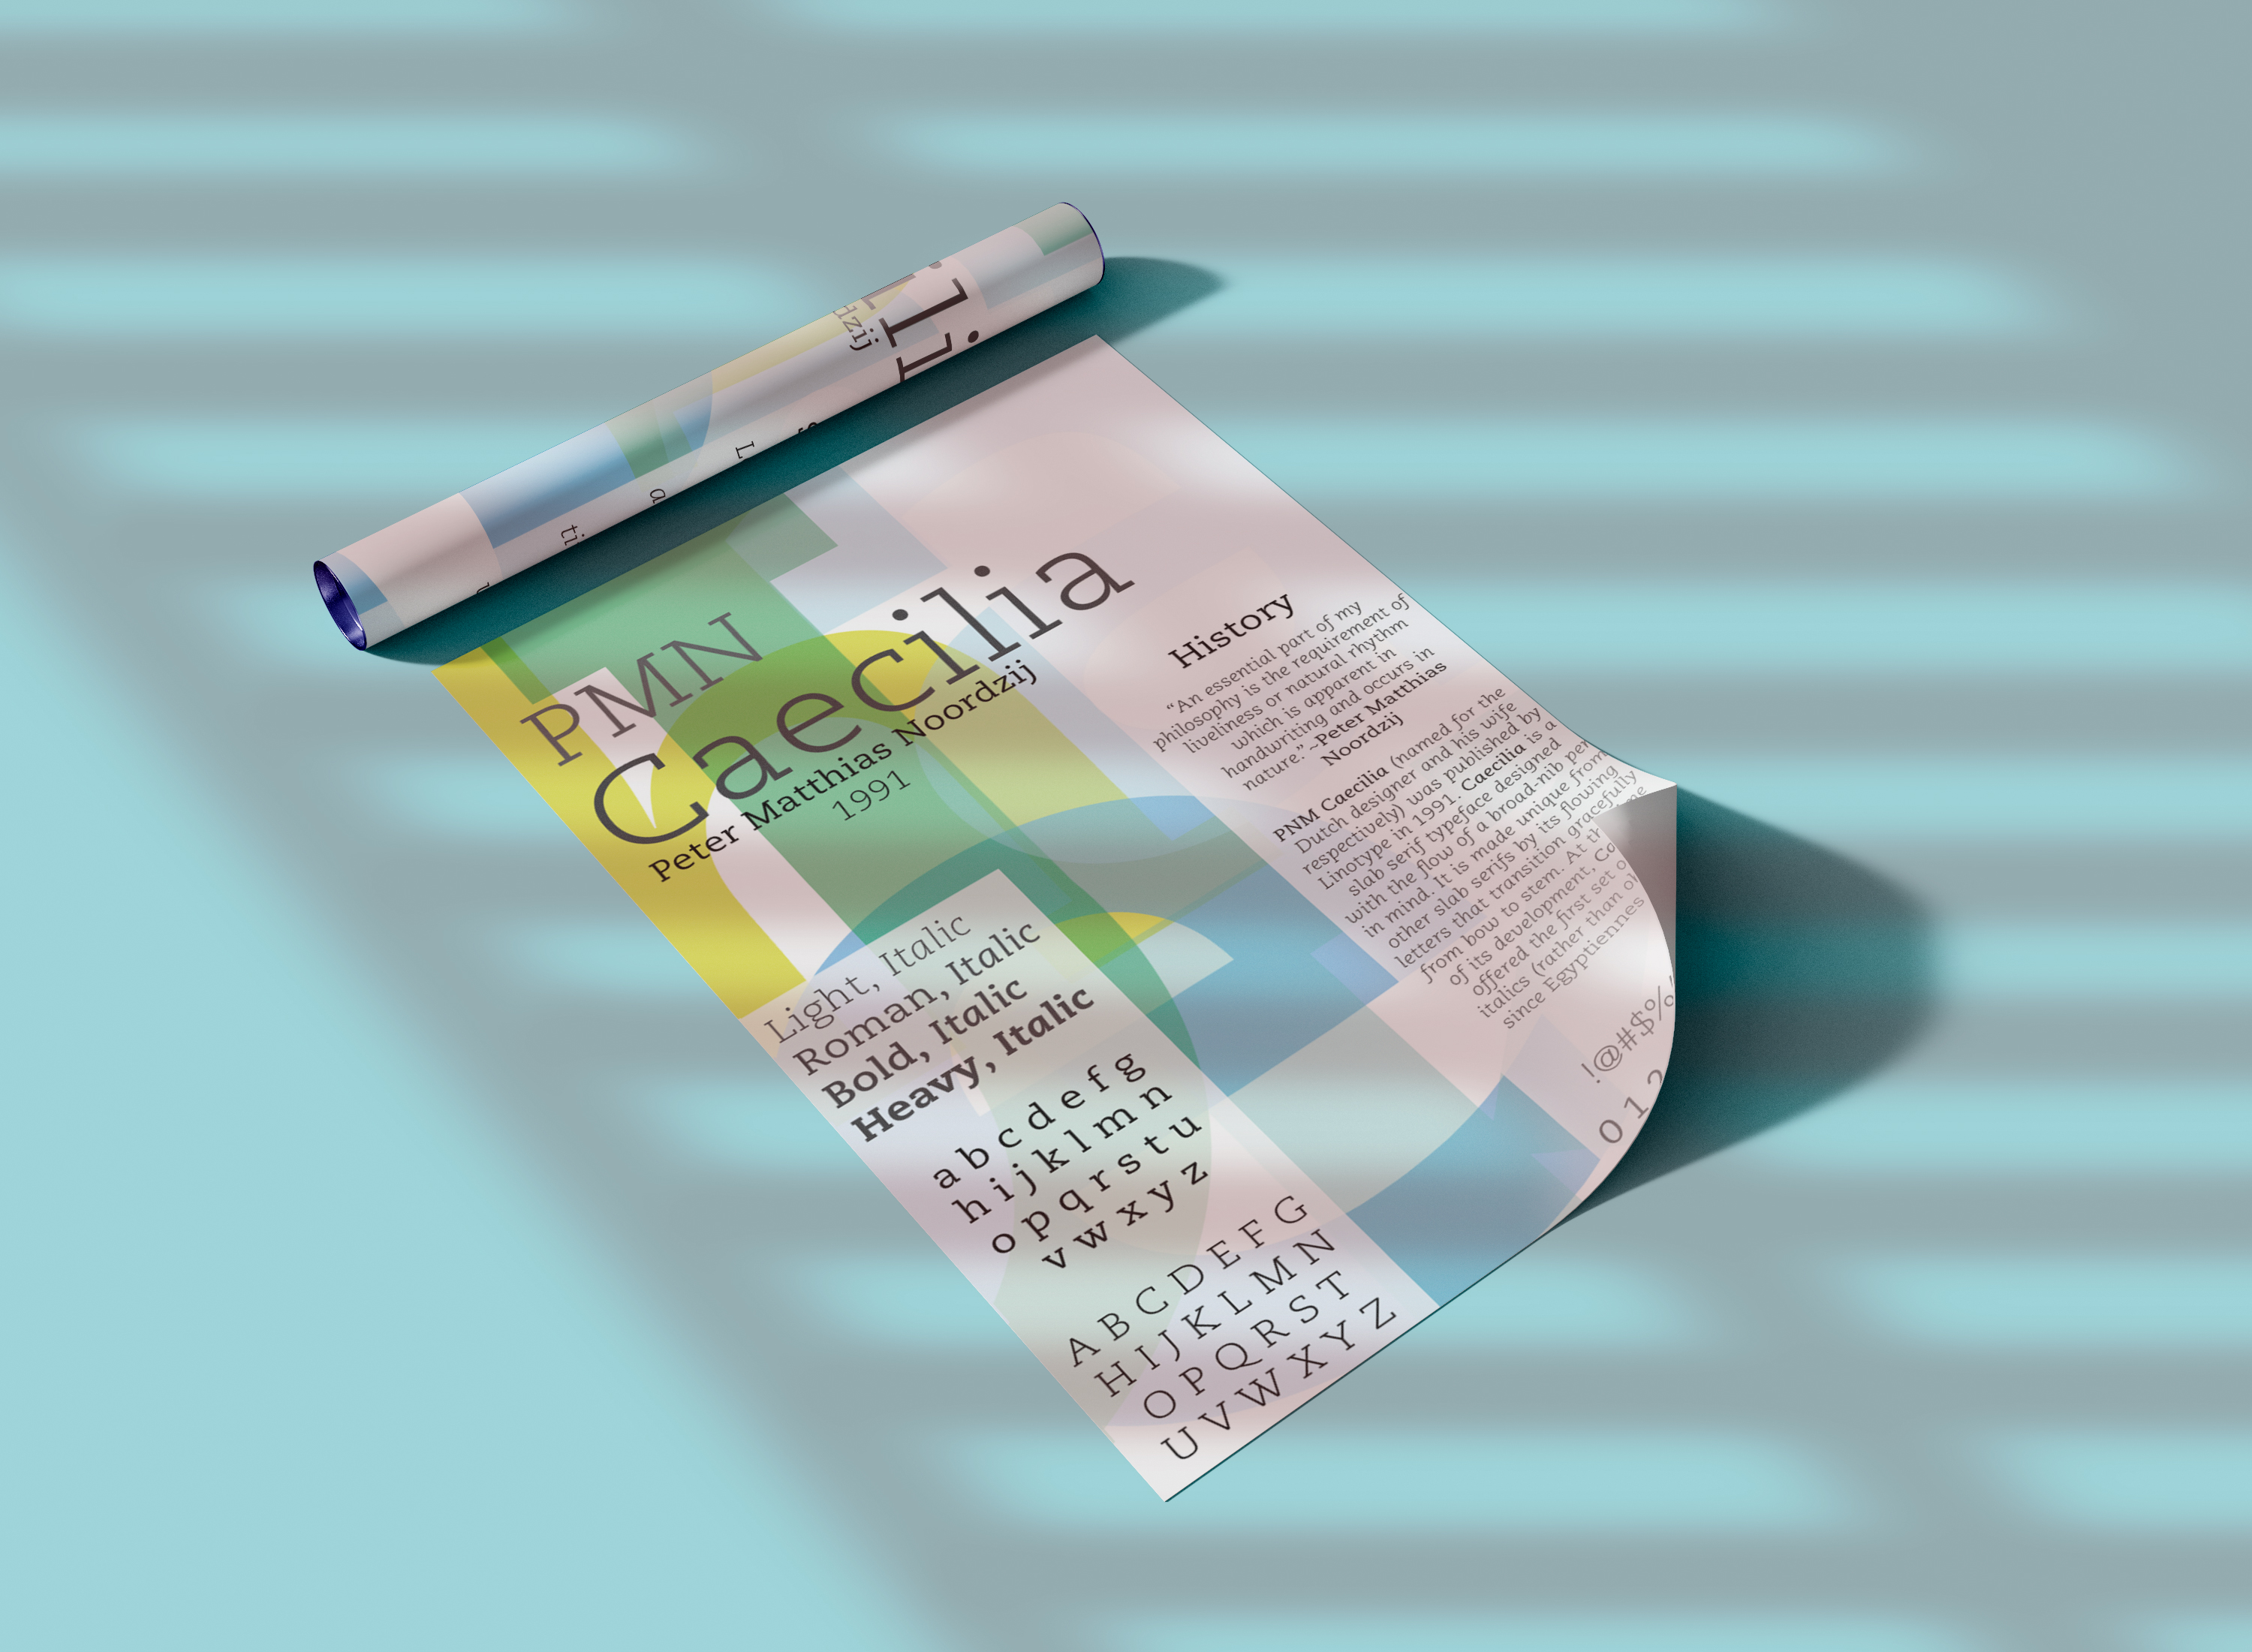 dzij
L
a
ti
PMN
Caecilia
Peter Matthias Noordzij
1991
Light, Italic
Roman, Italic
Bold, Italic
Heavy, Italic
a b c d e f g
h i j k l m n
o p q r s t u
v w x y z
A B C D E F G
H I J K L M N
O P Q R S T
U V W X Y Z
History
“An essential part of my
philosophy is the requirement of
liveliness or natural rhythm
which is apparent in
handwriting and occurs in
nature.” ~Peter Matthias
Noordzij
PNM Caecilia (named for the
Dutch designer and his wife
respectively) was published by
Linotype in 1991. Caecilia is a
slab serif typeface designed
with the flow of a broad-nib pen
in mind. It is made unique from
other slab serifs by its flowing
letters that transition gracefully
from bow to stem. At
of its development,
offered the first set
italics (rather than
since Egyptiennes
!@#$%
0 1 2